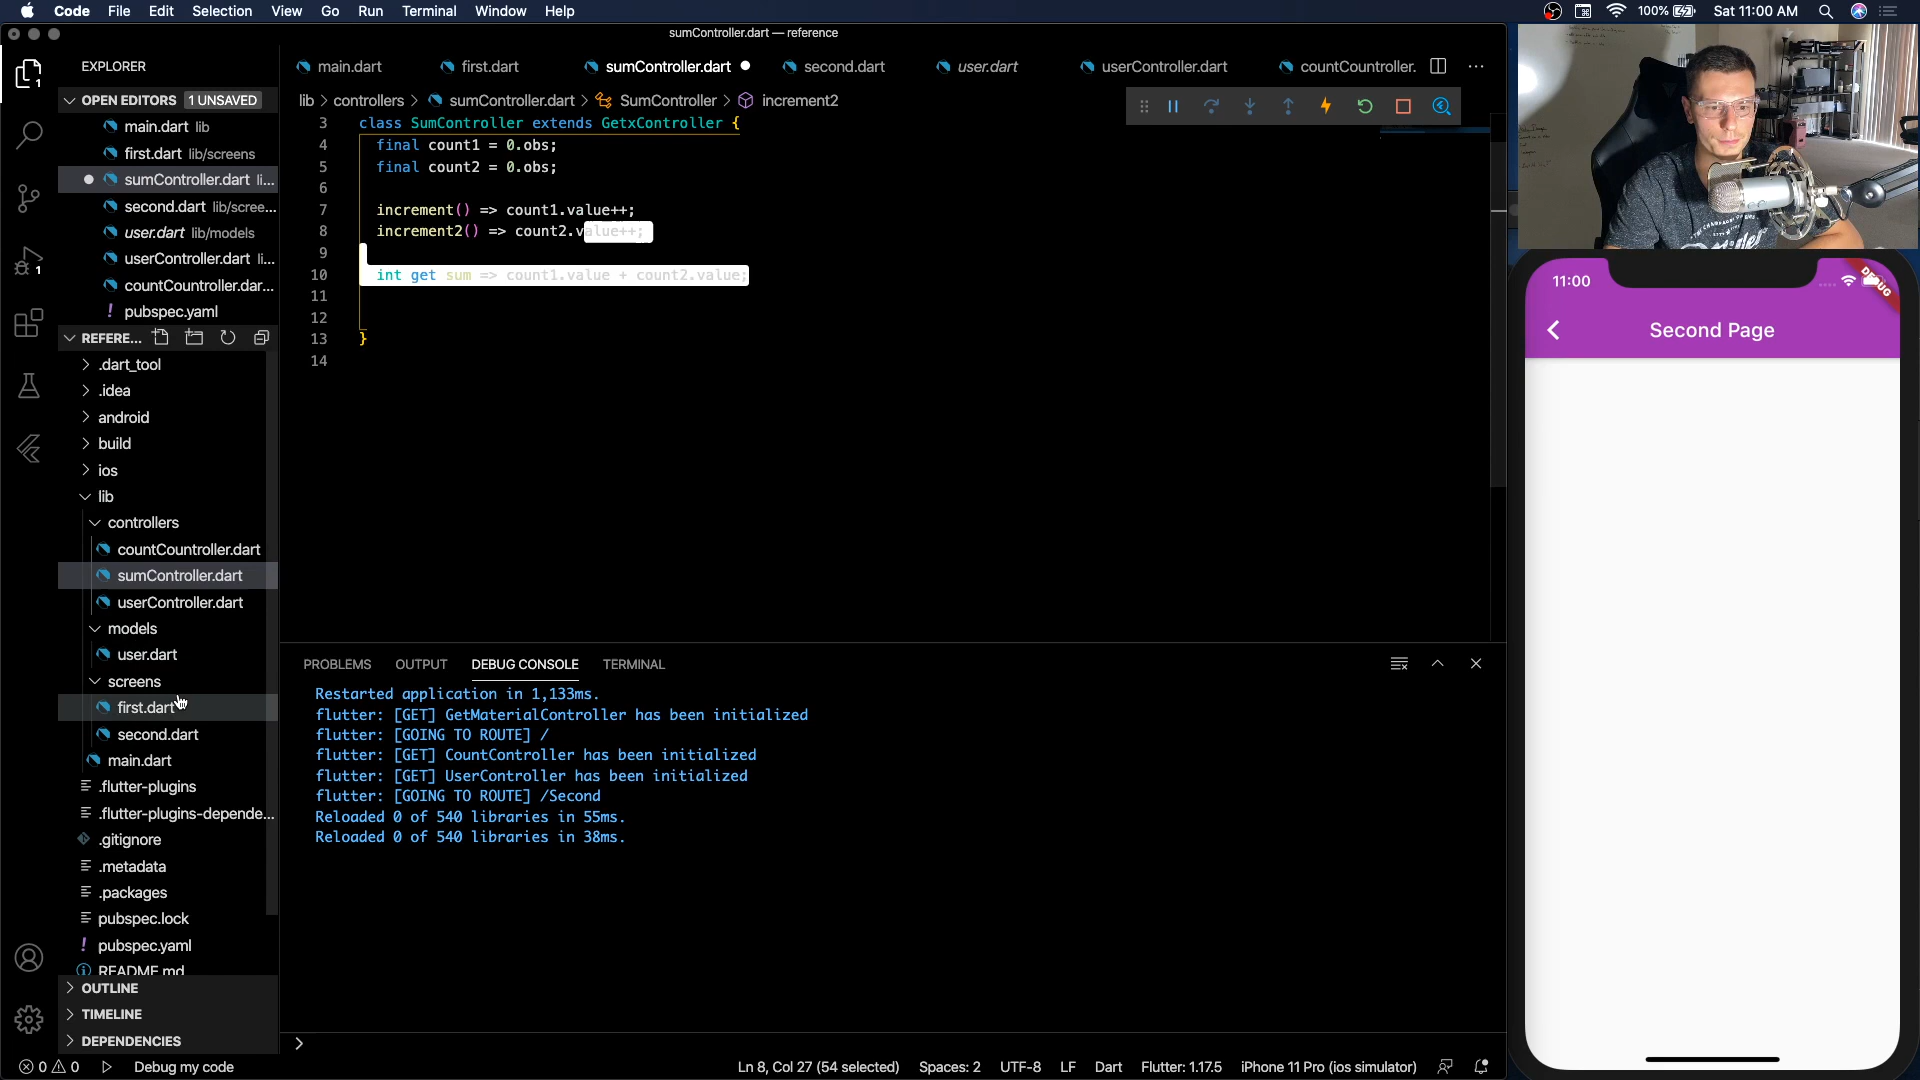 Code File Edit Selection View Go Run Terminal Window Help 100% Sat 11:00 AM
sumController.dart — reference
EXPLORER
main.dart first.dart sumController.dart second.dart user.dart userController.dart countCountroller.
OPEN EDITORS 1 UNSAVED
lib > controllers > sumController.dart > SumController > increment2
main.dart lib
first.dart lib/screens
sumController.dart li...
second.dart lib/scree...
user.dart lib/models
userController.dart li...
countCountroller.dar...
! pubspec.yaml
REFERE...
.dart_tool
.idea
android
build
ios
lib
controllers
countCountroller.dart
sumController.dart
userController.dart
models
user.dart
screens
first.dart
second.dart
main.dart
.flutter-plugins
.flutter-plugins-depende...
.gitignore
.metadata
.packages
pubspec.lock
! pubspec.yaml
README.md
OUTLINE
TIMELINE
DEPENDENCIES
3 class SumController extends GetxController {
4 final count1 = 0.obs;
5 final count2 = 0.obs;
6
7 increment() => count1.value++;
8 increment2() => count2.value++;
9
10 int get sum => count1.value + count2.value;
11
12
13 }
14
PROBLEMS OUTPUT DEBUG CONSOLE TERMINAL
Restarted application in 1,133ms.
flutter: [GET] GetMaterialController has been initialized
flutter: [GOING TO ROUTE] /
flutter: [GET] CountController has been initialized
flutter: [GET] UserController has been initialized
flutter: [GOING TO ROUTE] /Second
Reloaded 0 of 540 libraries in 55ms.
Reloaded 0 of 540 libraries in 38ms.
11:00
DEBUG
Second Page
0 0 Debug my code Ln 8, Col 27 (54 selected) Spaces: 2 UTF-8 LF Dart Flutter: 1.17.5 iPhone 11 Pro (ios simulator)